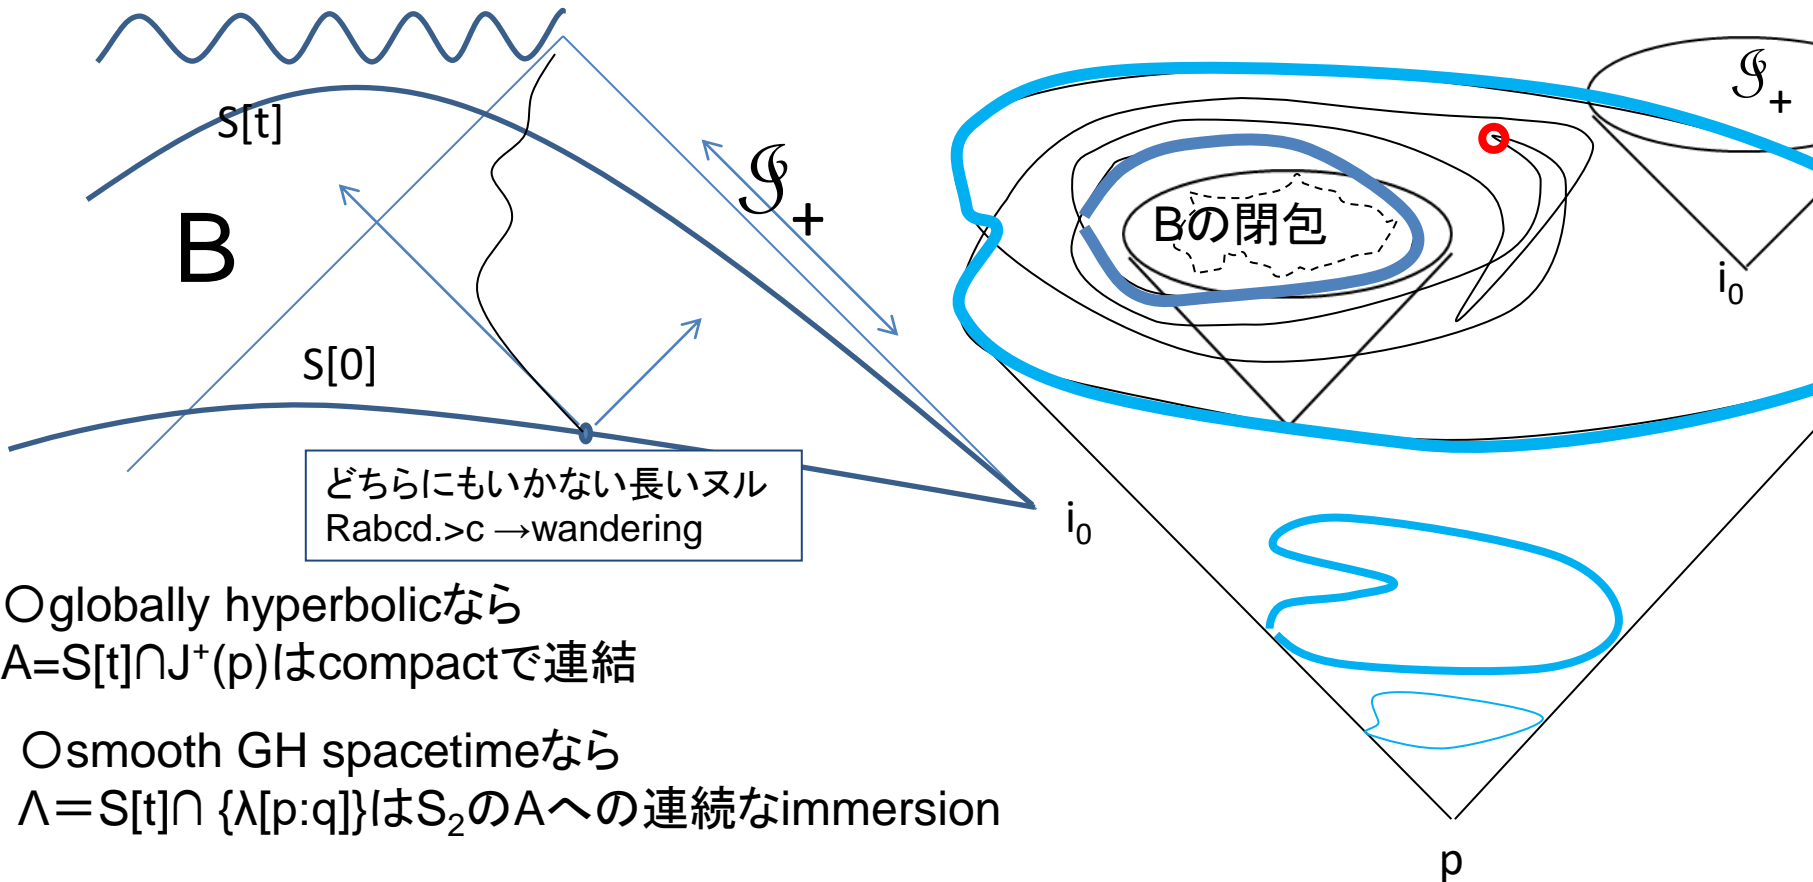 S[t]
B
S[0]
ℐ+
どちらにもいかない長いヌル
Rabcd.>c →wandering
i0
○globally hyperbolicなら
A=S[t]∩J+(p)はcompactで連結
○smooth GH spacetimeなら
Λ=S[t]∩ {λ[p:q]}はS2のAへの連続なimmersion
Bの閉包
ℐ+
i0
p